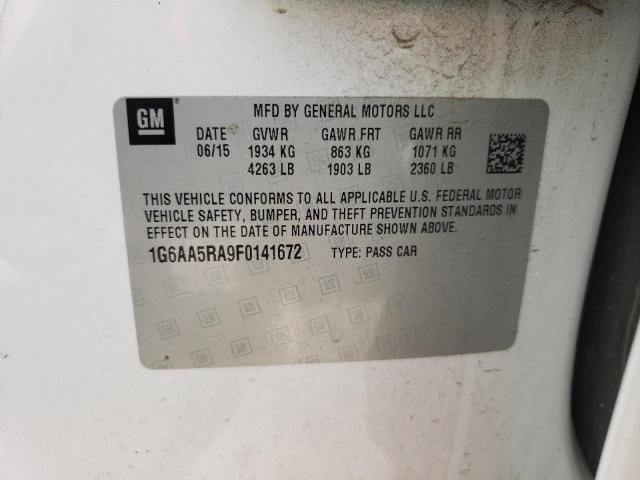 GM
MFD BY GENERAL MOTORS LLC
DATE GVWR GAWR FRT GAWR RR
06/15 1934 KG 863 KG 1071 KG
4263 LB 1903 LB 2360 LB
THIS VEHICLE CONFORMS TO ALL APPLICABLE U.S. FEDERAL MOTOR
VEHICLE SAFETY, BUMPER, AND THEFT PREVENTION STANDARDS IN
EFFECT ON THE DATE OF MANUFACTURE SHOWN ABOVE.
1G6AA5RA9F0141672 TYPE: PASS CAR